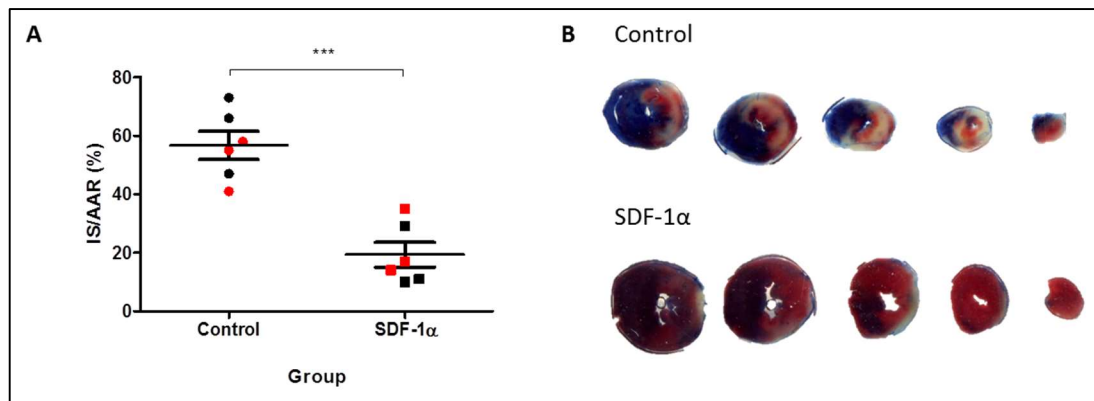 A
***
IS/AAR (%)
80
60
40
20
0
Control
SDF-1α
Group
B
Control
SDF-1α